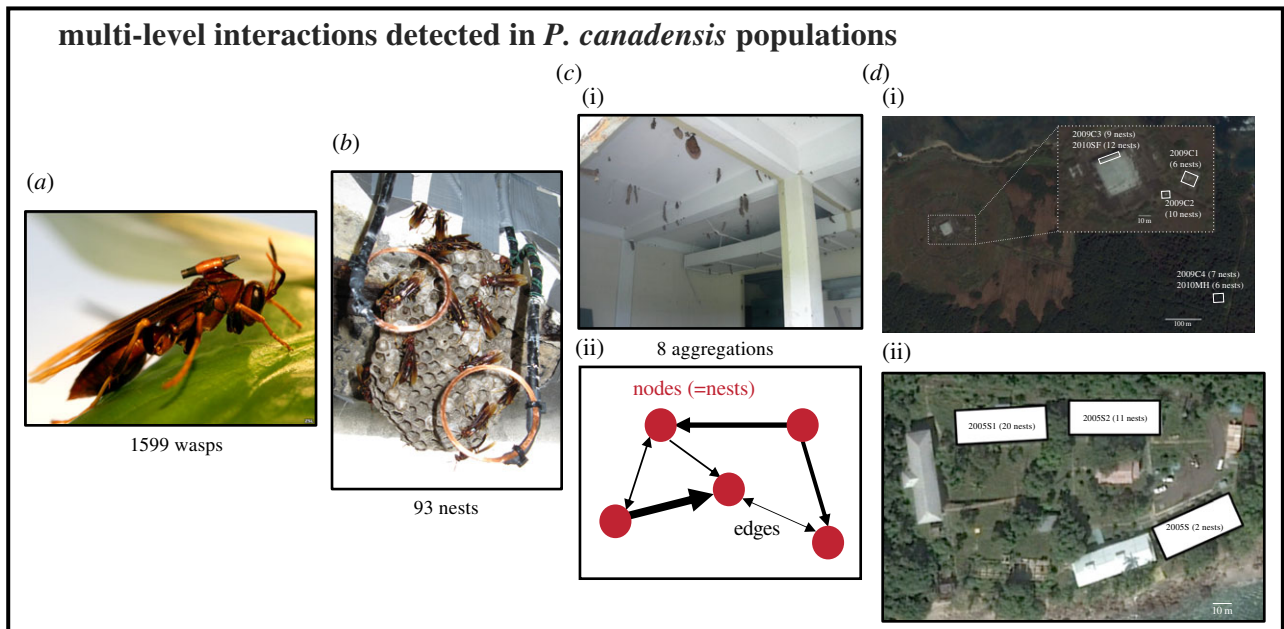 multi-level interactions detected in P. canadensis populations
(a)
1599 wasps
(b)
93 nests
(c)
(i)
8 aggregations
(ii)
nodes (=nests)
edges
(d)
(i)
2009C3 (9 nests)
2010SF (12 nests)
2009C1
(6 nests)
2009C2
(10 nests)
10 m
2009C4 (7 nests)
2010MH (6 nests)
100 m
(ii)
2005S1 (20 nests)
2005S2 (11 nests)
2005S (2 nests)
10 m